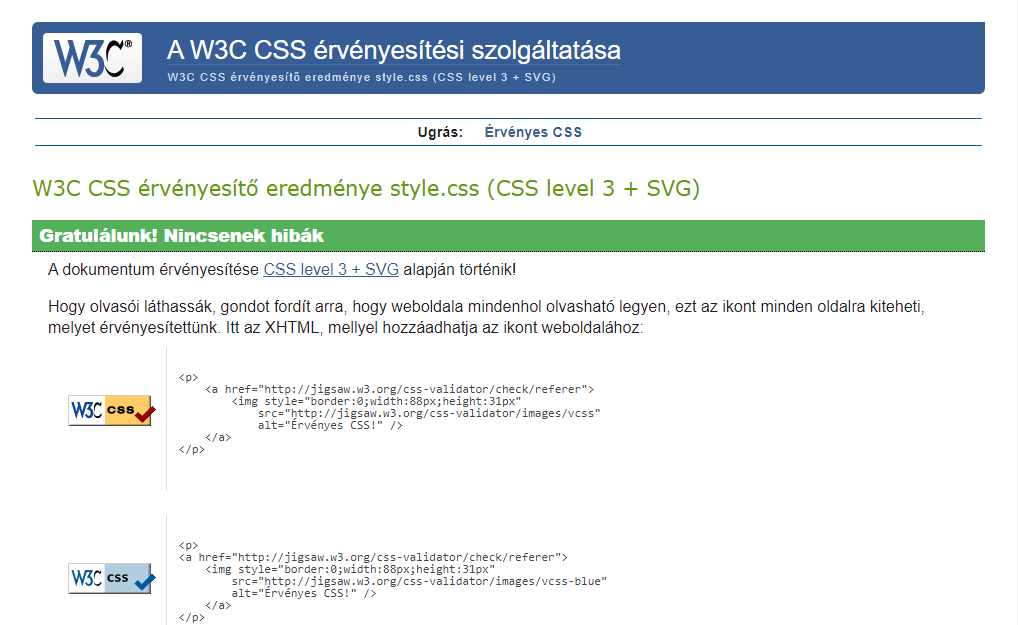 W3C®
A W3C CSS érvényesítési szolgáltatása
W3C CSS érvényesítő eredménye style.css (CSS level 3 + SVG)
Ugrás: Érvényes CSS
W3C CSS érvényesítő eredménye style.css (CSS level 3 + SVG)
Gratulálunk! Nincsenek hibák
A dokumentum érvényesítése CSS level 3 + SVG alapján történik!
Hogy olvasói láthassák, gondot fordít arra, hogy weboldala mindenhol olvasható legyen, ezt az ikont minden oldalra kiteheti,
melyet érvényesítettünk. Itt az XHTML, mellyel hozzáadhatja az ikont weboldalához:
W3C css
<p>
<a href="http://jigsaw.w3.org/css-validator/check/referer">
<img style="border:0;width:88px;height:31px"
src="http://jigsaw.w3.org/css-validator/images/vcss"
alt="Érvényes CSS!" />
</a>
</p>
W3C css
<p>
<a href="http://jigsaw.w3.org/css-validator/check/referer">
<img style="border:0;width:88px;height:31px"
src="http://jigsaw.w3.org/css-validator/images/vcss-blue"
alt="Érvényes CSS!" />
</a>
</p>